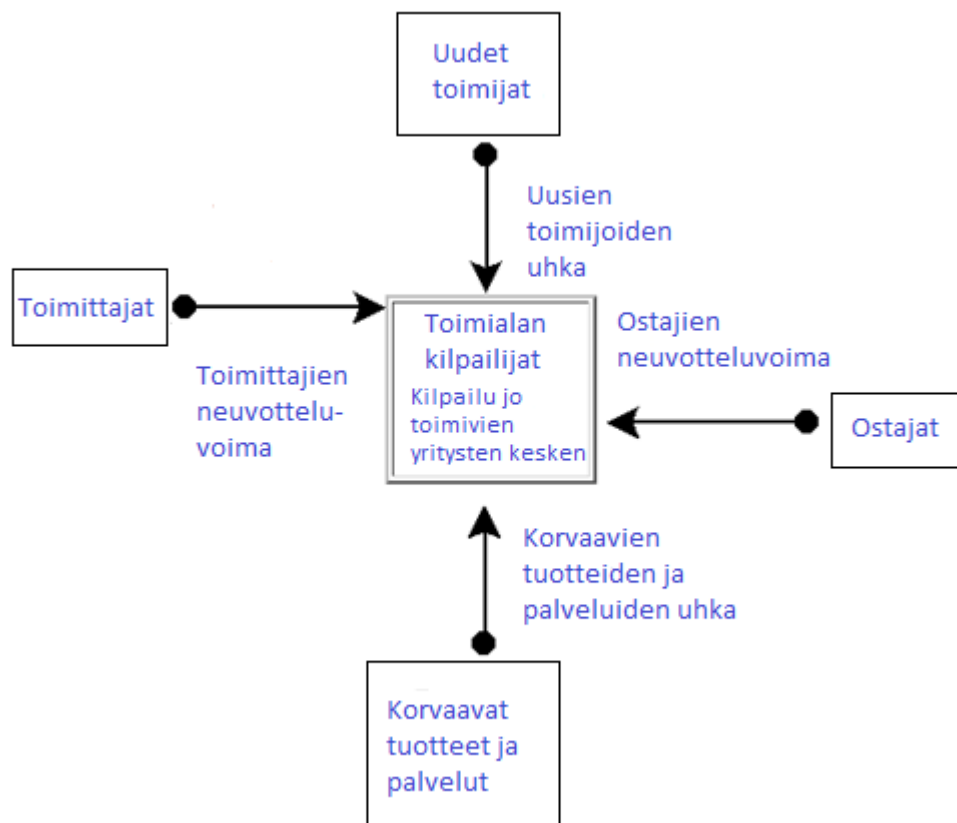 Uudet
toimijat
Uusien
toimijoiden
uhka
Toimittajat
Toimittajien
neuvottelu-
voima
Toimialan
kilpailijat
Kilpailu jo
toimivien
yritysten kesken
Ostajien
neuvotteluvoima
Ostajat
Korvaavien
tuotteiden ja
palveluiden uhka
Korvaavat
tuotteet ja
palvelut